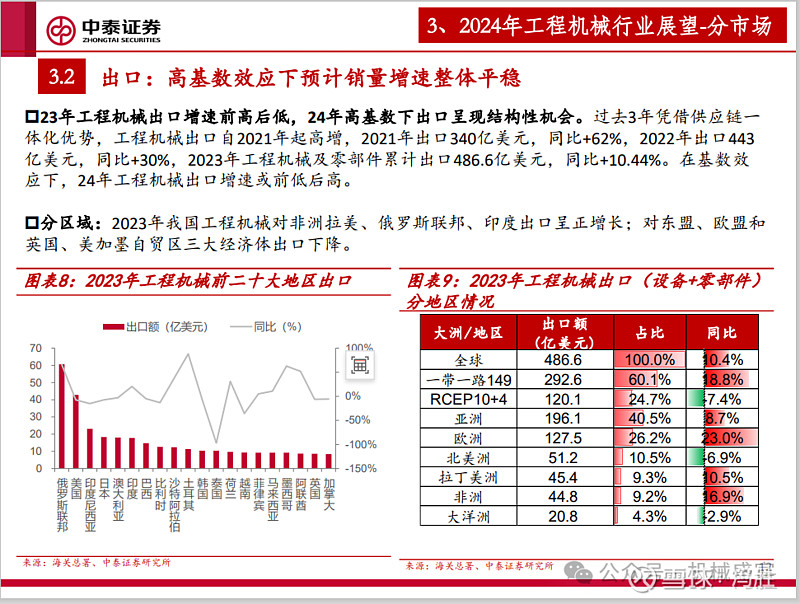 中泰证券
ZHONGTAI SECURITIES
3、2024年工程机械行业展望-分市场
3.2
出口：高基数效应下预计销量增速整体平稳
23年工程机械出口增速前高后低，24年高基数下出口呈现结构性机会。过去3年凭借供应链一
体化优势，工程机械出口自2021年起高增，2021年出口340亿美元，同比+62%，2022年出口443
亿美元，同比+30%，2023年工程机械及零部件累计出口486.6亿美元，同比+10.44%。在基数效
应下，24年工程机械出口增速或前低后高。
分区域：2023年我国工程机械对非洲拉美、俄罗斯联邦、印度出口呈正增长；对东盟、欧盟和
英国、美加墨自贸区三大经济体出口下降。
图表8：2023年工程机械前二十大地区出口
出口额（亿美元）
同比（%）
70
60
50
40
30
20
10
0
100%
0%
-50%
-100%
-150%
俄罗斯联邦
美国
印度尼西亚
日本
澳大利亚
印度
巴西
比利时
沙特阿拉伯
土耳其
韩国
泰国
荷兰
越南
菲律宾
马来西亚
墨西哥
阿联酋
英国
加拿大
来源：海关总署、中泰证券研究所
图表9：2023年工程机械出口（设备+零部件）
分地区情况
大洲/地区 出口额（亿美元） 占比 同比
全球 486.6 100.0% 10.4%
一带一路149 292.6 60.1% 18.8%
RCEP10+4 120.1 24.7% -7.4%
亚洲 196.1 40.5% 8.7%
欧洲 127.5 26.2% 23.0%
北美洲 51.2 10.5% -6.9%
拉丁美洲 45.4 9.3% 10.5%
非洲 44.8 9.2% 16.9%
大洋洲 20.8 4.3% -2.9%
来源：海关总署、中泰证券研究所